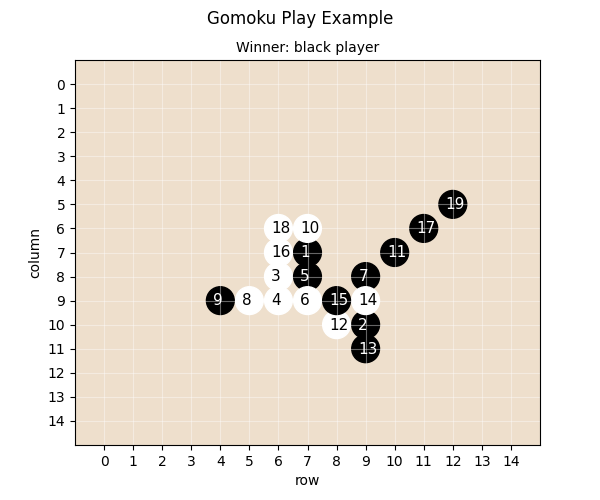 Gomoku Play Example
Winner: black player
0
1
2
3
4
5
19
6
18 10 17
7
16 1 11
column
8
3 5 7
9
9 8 4 6 15 14
10
12 2
11
13
12
13
14
0 1 2 3 4 5 6 7 8 9 10 11 12 13 14
row